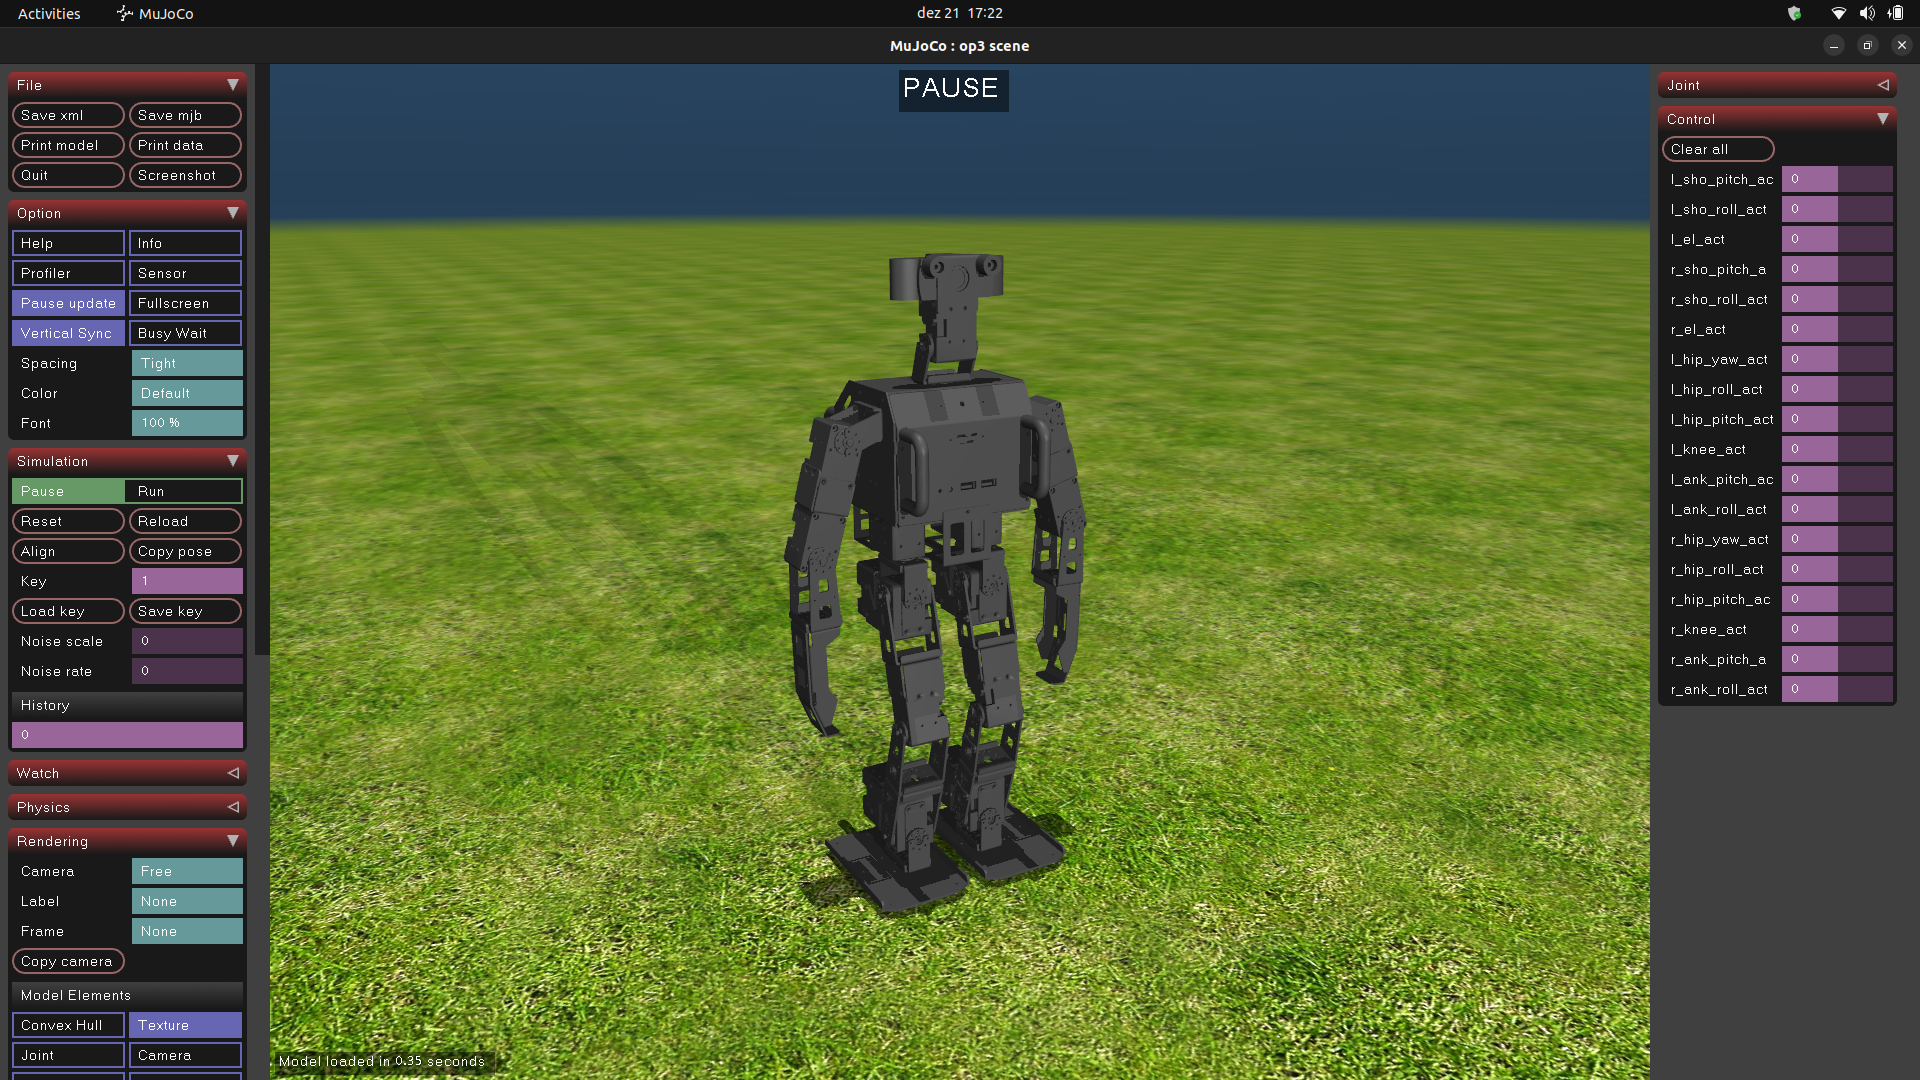 Activities MuJoCo dez 21 17:22
MuJoCo : op3 scene
File
Save xml Save mjb
Print model Print data
Quit Screenshot
Option
Help Info
Profiler Sensor
Pause update Fullscreen
Vertical Sync Busy Wait
Spacing Tight
Color Default
Font 100 %
Simulation
Pause Run
Reset Reload
Align Copy pose
Key 1
Load key Save key
Noise scale 0
Noise rate 0
History
0
Watch
Physics
Rendering
Camera Free
Label None
Frame None
Copy camera
Model Elements
Convex Hull Texture
Joint Camera
PAUSE
Model loaded in 0.35 seconds
Joint
Control
Clear all
l_sho_pitch_ac 0
l_sho_roll_act 0
l_el_act 0
r_sho_pitch_a 0
r_sho_roll_act 0
r_el_act 0
l_hip_yaw_act 0
l_hip_roll_act 0
l_hip_pitch_act 0
l_knee_act 0
l_ank_pitch_ac 0
l_ank_roll_act 0
r_hip_yaw_act 0
r_hip_roll_act 0
r_hip_pitch_ac 0
r_knee_act 0
r_ank_pitch_a 0
r_ank_roll_act 0